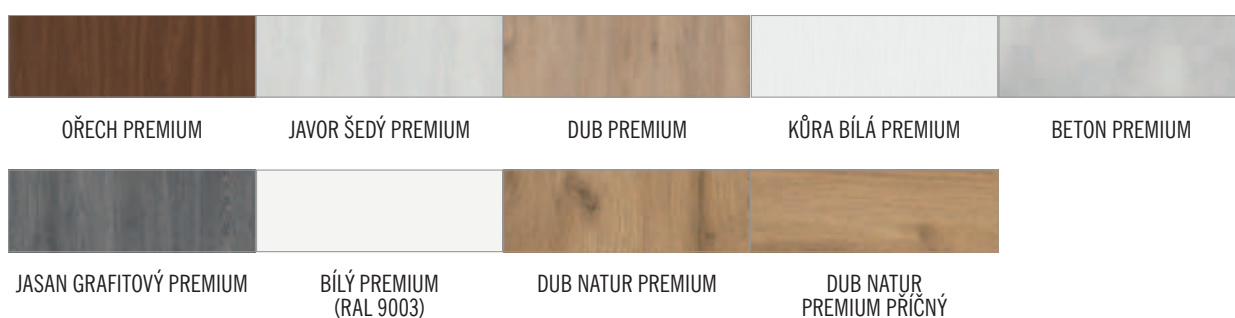 OŘECH PREMIUM
JAVOR ŠEDÝ PREMIUM
DUB PREMIUM
KŮRA BÍLÁ PREMIUM
BETON PREMIUM
JASAN GRAFITOVÝ PREMIUM
BÍLÝ PREMIUM
(RAL 9003)
DUB NATUR PREMIUM
DUB NATUR
PREMIUM PŘÍČNÝ